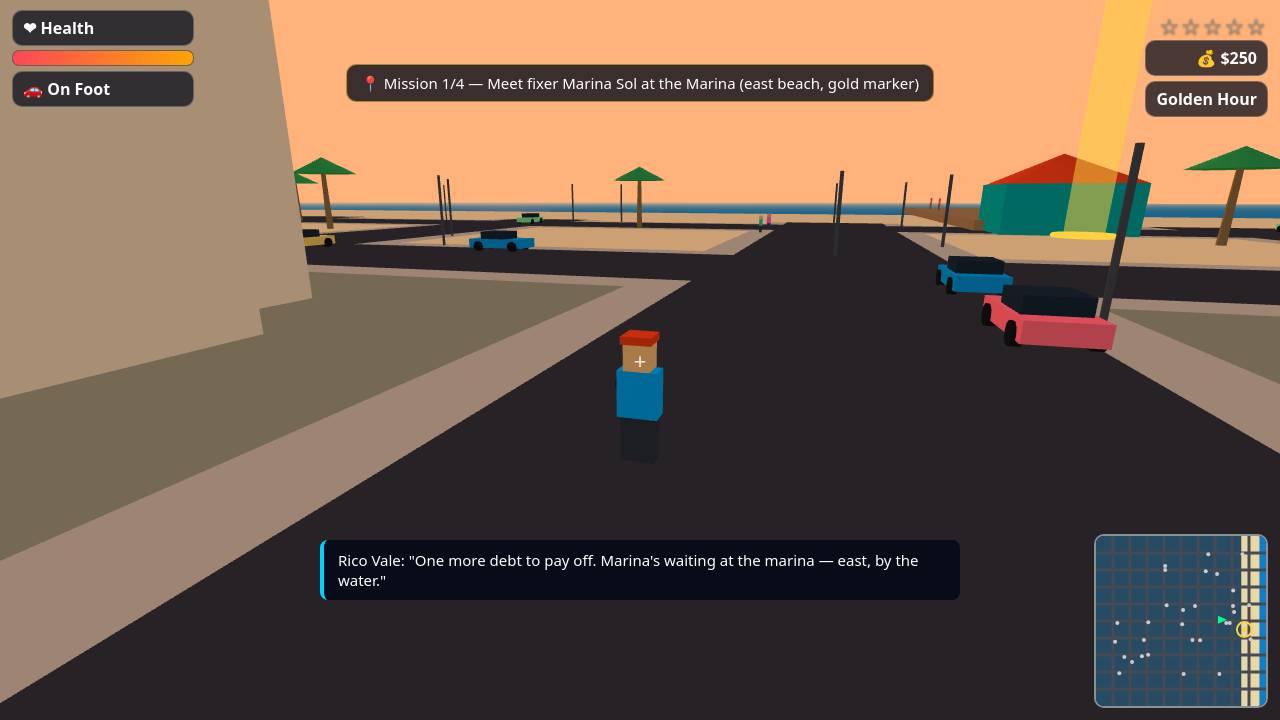 ❤ Health
🚗 On Foot
📍 Mission 1/4 — Meet fixer Marina Sol at the Marina (east beach, gold marker)
☆☆☆☆☆
💰 $250
Golden Hour
Rico Vale: "One more debt to pay off. Marina's waiting at the marina — east, by the
water."